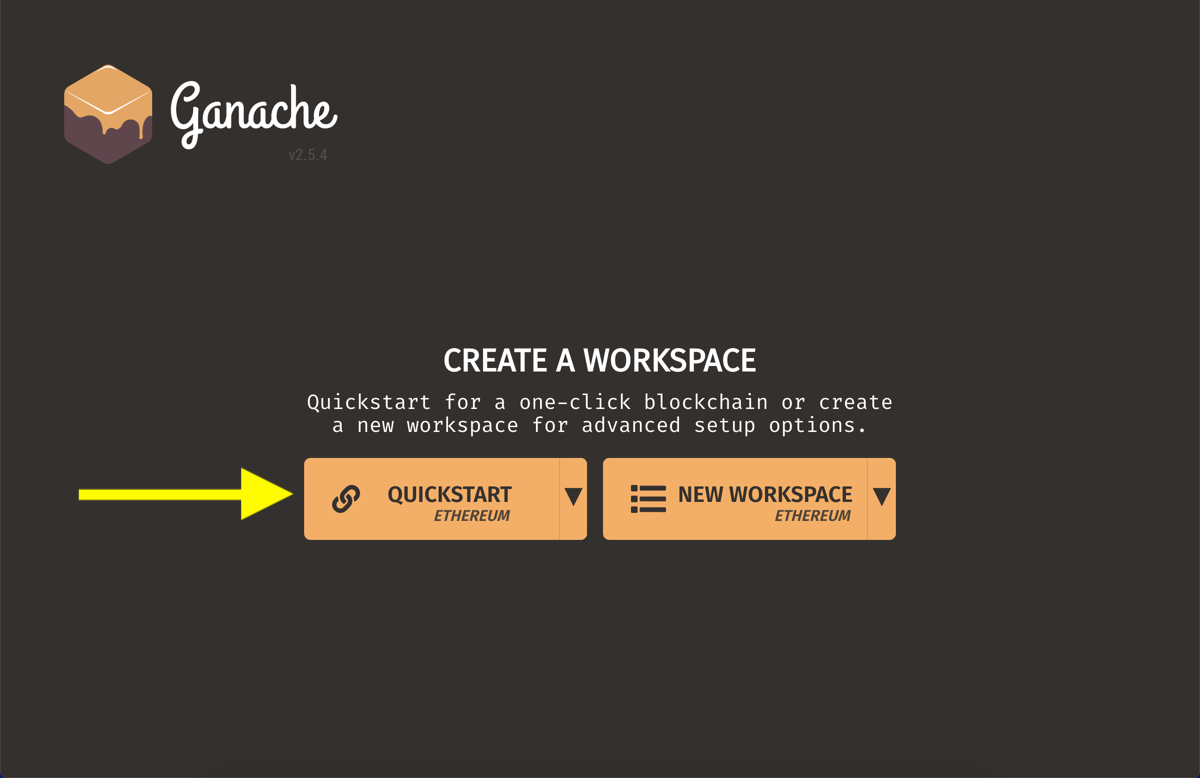 Ganache
v2.5.4
CREATE A WORKSPACE
Quickstart for a one-click blockchain or create
a new workspace for advanced setup options.
QUICKSTART
ETHEREUM
NEW WORKSPACE
ETHEREUM